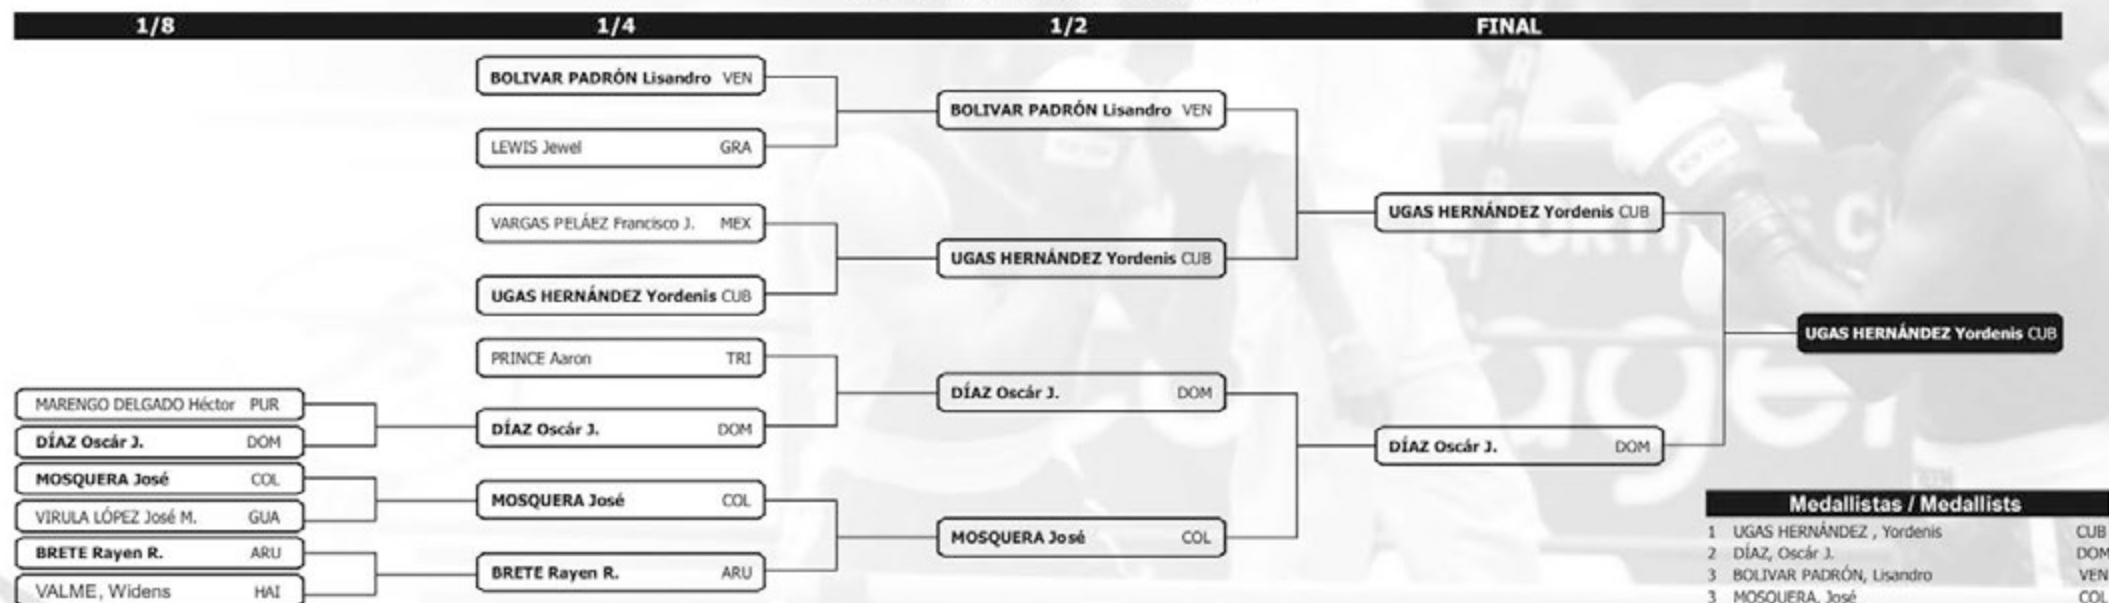 1/8 1/4 1/2 FINAL
BOLIVAR PADRÓN Lisandro VEN
LEWIS Jewel GRA
VARGAS PELÁEZ Francisco J. MEX
UGAS HERNÁNDEZ Yordenis CUB
PRINCE Aaron TRI
MARENGO DELGADO Héctor PUR
DÍAZ Oscár J. DOM
DÍAZ Oscár J. DOM
MOSQUERA José COL
VIRULA LÓPEZ José M. GUA
MOSQUERA José COL
BRETE Rayen R. ARU
VALME, Widens HAI
BRETE Rayen R. ARU
BOLIVAR PADRÓN Lisandro VEN
UGAS HERNÁNDEZ Yordenis CUB
DÍAZ Oscár J. DOM
MOSQUERA José COL
UGAS HERNÁNDEZ Yordenis CUB
DÍAZ Oscár J. DOM
UGAS HERNÁNDEZ Yordenis CUB
Medallistas / Medallists
1 UGAS HERNÁNDEZ , Yordenis CUB
2 DÍAZ, Oscár J. DOM
3 BOLIVAR PADRÓN, Lisandro VEN
3 MOSQUERA, José COL